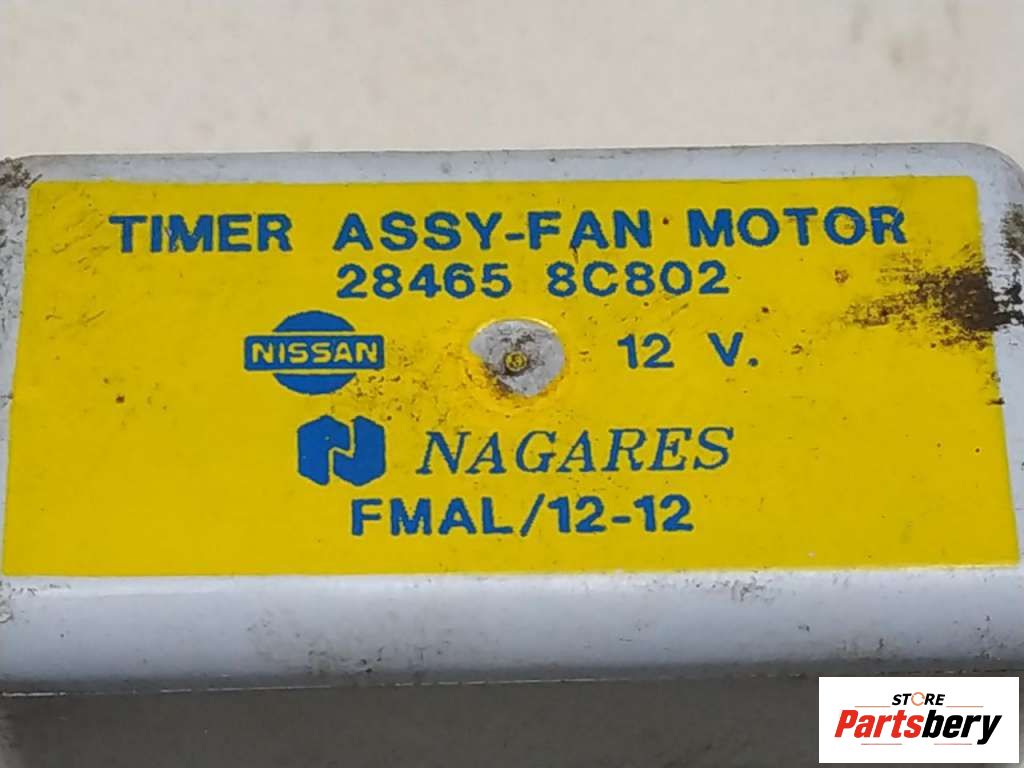 TIMER ASSY-FAN MOTOR
28465 8C802
NISSAN 12 V.
NAGARES
FMAL/12-12
STORE
Partsbery